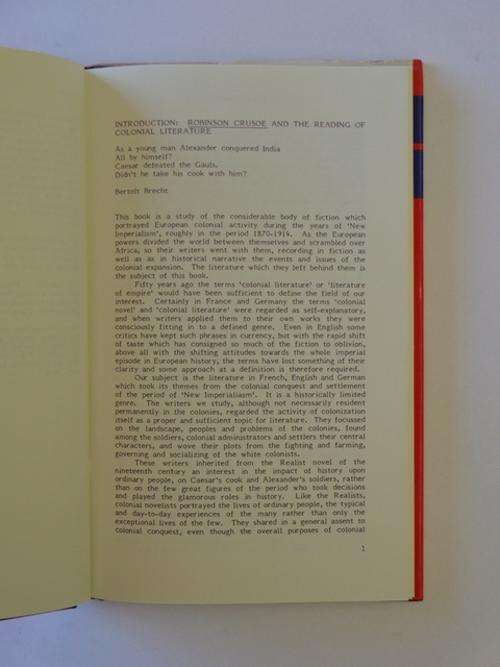 INTRODUCTION: ROBINSON CRUSOE AND THE READING OF
COLONIAL LITERATURE
As a young man Alexander conquered India
All by himself?
Caesar defeated the Gauls.
Didn't he take his cook with him?
Bertolt Brecht
This book is a study of the considerable body of fiction which
portrayed European colonial activity during the years of 'New
Imperialism', roughly in the period 1870-1914. As the European
powers divided the world between themselves and scrambled over
Africa, so their writers went with them, recording in fiction as
well as in historical narrative the events and issues of the
colonial expansion. The literature which they left behind them is
the subject of this book.
Fifty years ago the terms 'colonial literature' or 'literature
of empire' would have been sufficient to define the field of our
interest. Certainly in France and Germany the terms 'colonial
novel' and 'colonial literature' were regarded as self-explanatory,
and when writers applied them to their own works they were
consciously fitting in to a defined genre. Even in English some
critics have kept such phrases in currency, but with the rapid shift
of taste which has consigned so much of the fiction to oblivion,
above all with the shifting attitudes towards the whole imperial
episode in European history, the terms have lost something of their
clarity and some approach at a definition is therefore required.
Our subject is the literature in French, English and German
which took its themes from the colonial conquest and settlement
of the period of 'New Imperialiasm'. It is a historically limited
genre. The writers we study, although not necessarily resident
permanently in the colonies, regarded the activity of colonization
itself as a proper and sufficient topic for literature. They focussed
on the landscape, peoples and problems of the colonies, found
among the soldiers, colonial administrators and settlers their central
characters, and wove their plots from the fighting and farming,
governing and socializing of the white colonists.
These writers inherited from the Realist novel of the
nineteenth century an interest in the impact of history upon
ordinary people, on Caesar's cook and Alexander's soldiers, rather
than on the few great figures of the period who took decisions
and played the glamorous roles in history. Like the Realists,
colonial novelists portrayed the lives of ordinary people, the typical
and day-to-day experiences of the many rather than only the
exceptional lives of the few. They shared in a general assent to
colonial conquest, even though the overall purposes of colonial
1